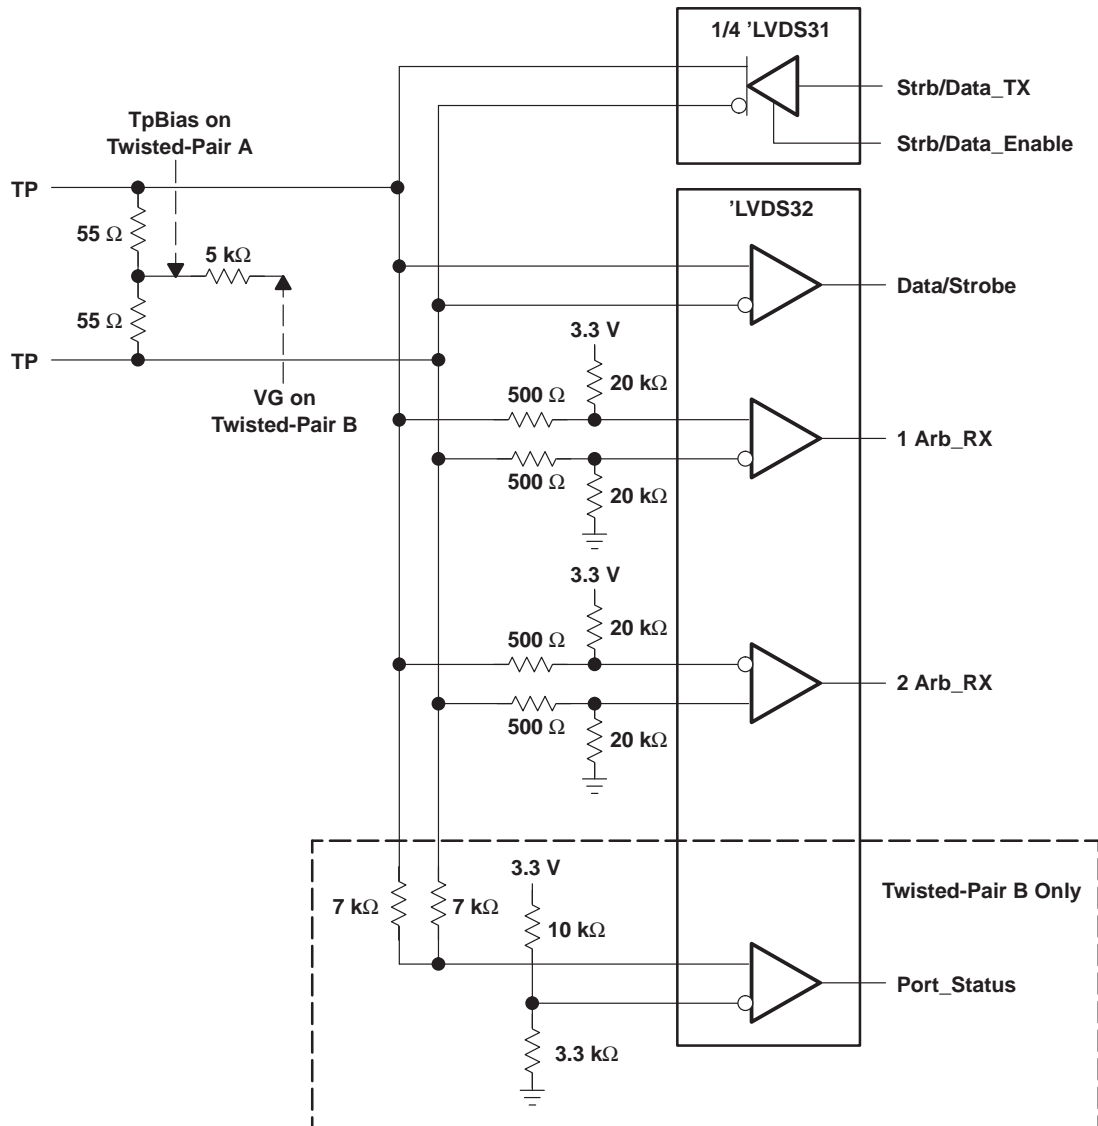 1/4 ’LVDS31
Strb/Data_TX
Strb/Data_Enable
TpBias on
Twisted-Pair A
TP
55 Ω
5 kΩ
55 Ω
TP
VG on
Twisted-Pair B
’LVDS32
Data/Strobe
3.3 V
20 kΩ
500 Ω
1 Arb_RX
500 Ω
20 kΩ
3.3 V
20 kΩ
500 Ω
2 Arb_RX
500 Ω
20 kΩ
3.3 V
Twisted-Pair B Only
7 kΩ
7 kΩ
10 kΩ
Port_Status
3.3 kΩ